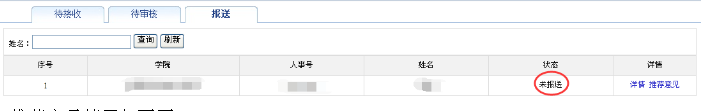 待接收 待审核 报送
姓名： 查询 刷新
序号 学院 人事号 姓名 状态 详情
1 未报送 详情 推荐意见